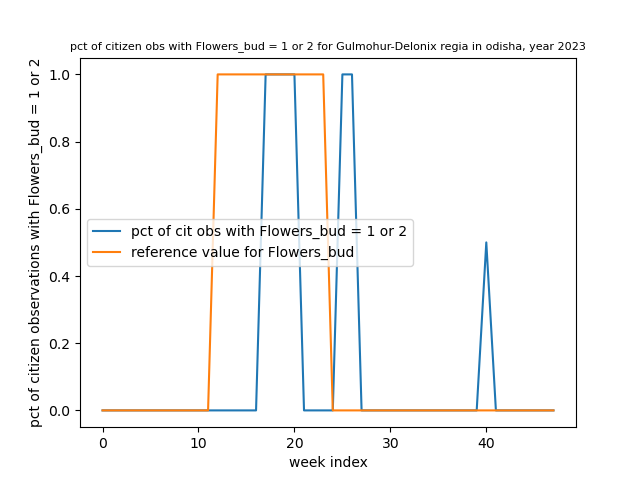 pct of citizen obs with Flowers_bud = 1 or 2 for Gulmohur-Delonix regia in odisha, year 2023
pct of citizen observations with Flowers_bud = 1 or 2
1.0
0.8
0.6
0.4
0.2
0.0
pct of cit obs with Flowers_bud = 1 or 2
reference value for Flowers_bud
0 10 20 30 40
week index